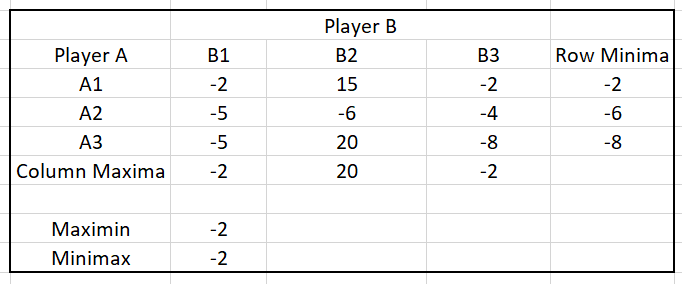 Player B
Player A B1 B2 B3 Row Minima
A1 -2 15 -2 -2
A2 -5 -6 -4 -6
A3 -5 20 -8 -8
Column Maxima -2 20 -2
Maximin -2
Minimax -2